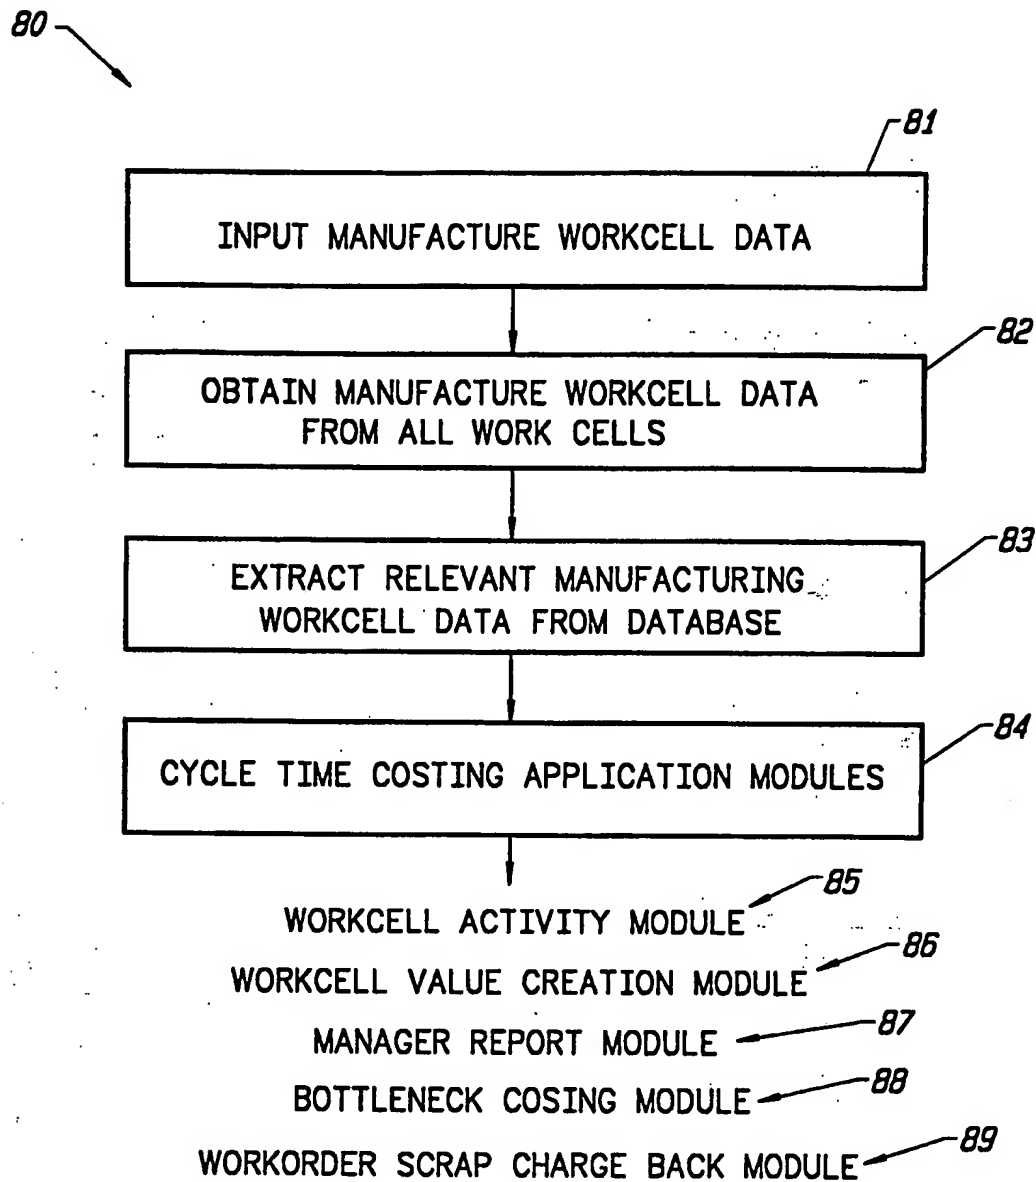 80
81
INPUT MANUFACTURE WORKCELL DATA
82
OBTAIN MANUFACTURE WORKCELL DATA
FROM ALL WORK CELLS
83
EXTRACT RELEVANT MANUFACTURING
WORKCELL DATA FROM DATABASE
84
CYCLE TIME COSTING APPLICATION MODULES
85
WORKCELL ACTIVITY MODULE
86
WORKCELL VALUE CREATION MODULE
87
MANAGER REPORT MODULE
88
BOTTLENECK COSING MODULE
89
WORKORDER SCRAP CHARGE BACK MODULE